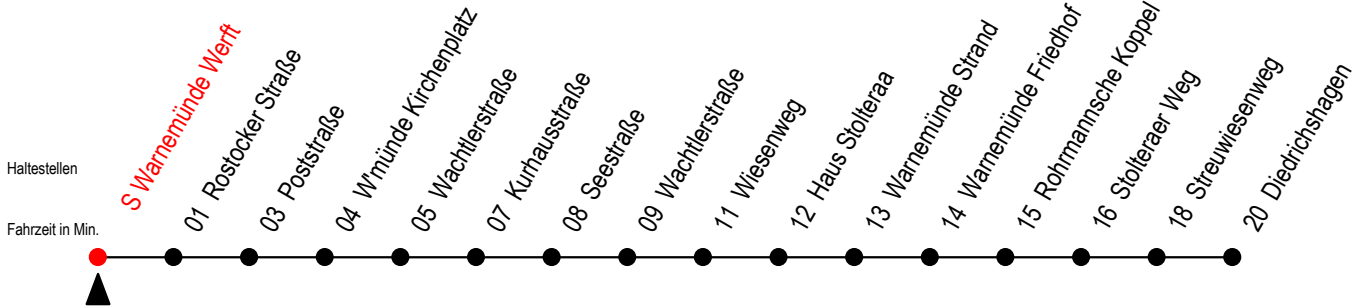 Haltestellen
Fahrzeit in Min.
S Warnemünde Werft
01 Rostocker Straße
03 Poststraße
04 W'münde Kirchenplatz
05 Wachtlerstraße
07 Kurhausstraße
08 Seestraße
09 Wachtlerstraße
11 Wiesenweg
12 Haus Stolteraa
13 Warnemünde Strand
14 Warnemünde Friedhof
15 Rohrmannsche Koppel
16 Stolteraer Weg
18 Streuwiesenweg
20 Diedrichshagen